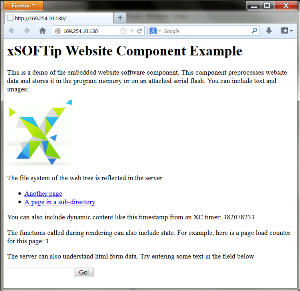 Firefox
http://169.254.10.130/
169.254.10.130
Google
xSOFTip Website Component Example
This is a demo of the embedded website software component. This component preprocesses website
data and stores it in the program memory or on an attached serial flash. You can include text and
images:
The file system of the web tree is reflected in the server
Another page
A page in a sub-directory
You can also include dynamic content like this timestamp from an XC timer: 382078233
The functions called during rendering can also include state. For example, here is a page load counter
for this page: 1
The server can also understand html form data. Try entering some text in the field below
Go!